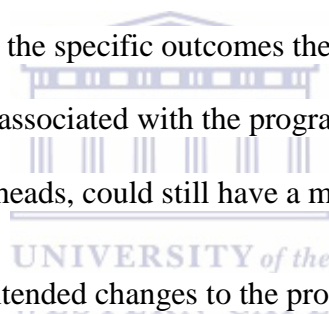 the specific outcomes the
associated with the progra
heads, could still have a m
UNIVERSITY of the
ntended changes to the pro